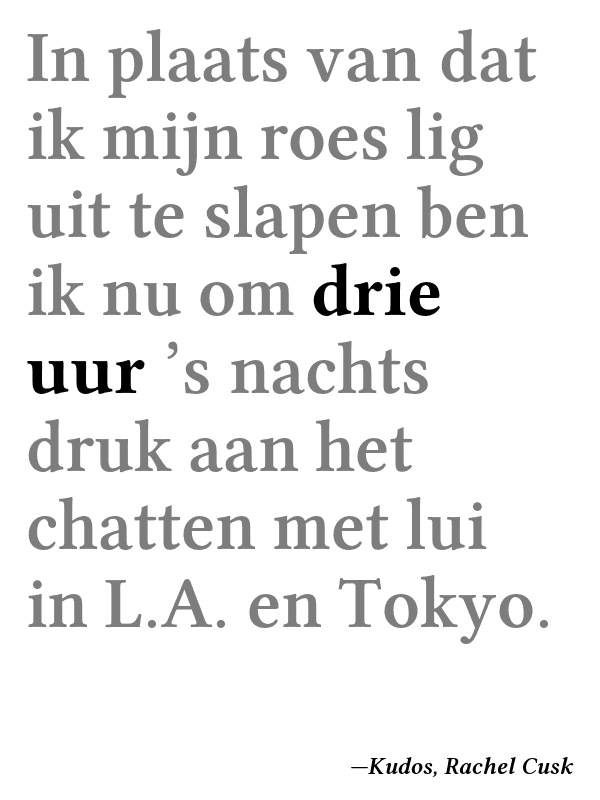 In plaats van dat
ik mijn roes lig
uit te slapen ben
ik nu om drie
uur ’s nachts
druk aan het
chatten met lui
in L.A. en Tokyo.
—Kudos, Rachel Cusk